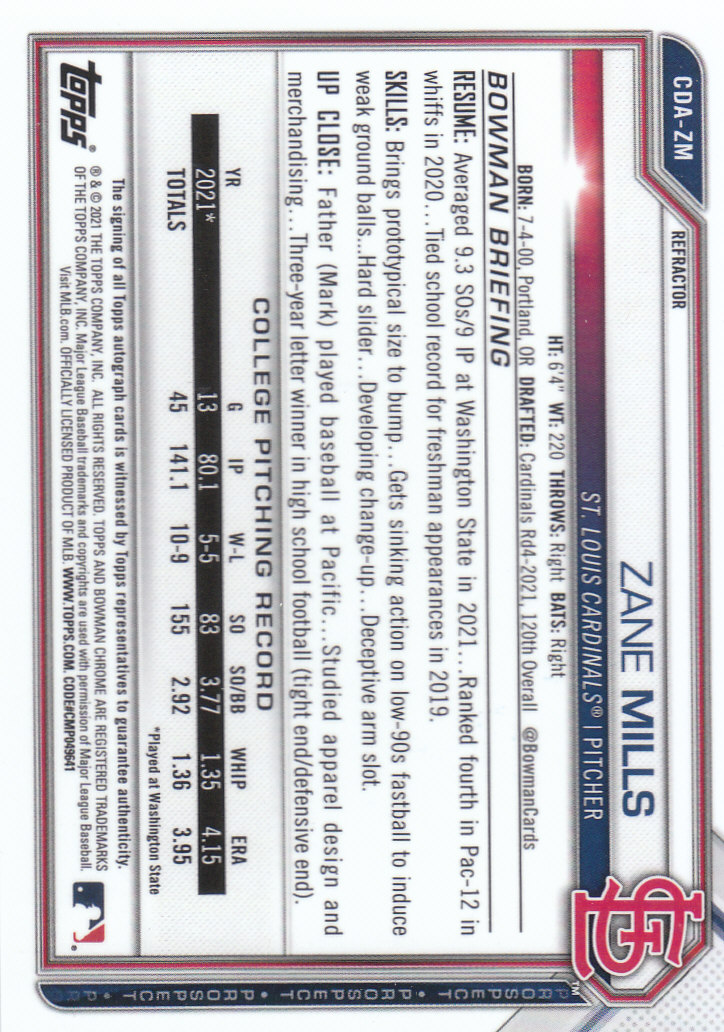 CDA-ZM
REFRACTOR
ZANE MILLS
ST. LOUIS CARDINALS® | PITCHER
HT: 6'4" WT: 220 THROWS: Right BATS: Right
BORN: 7-4-00, Portland, OR DRAFTED: Cardinals Rd4-2021, 120th Overall @BowmanCards
BOWMAN BRIEFING
RESUME: Averaged 9.3 SOs/9 IP at Washington State in 2021...Ranked fourth in Pac-12 in
whiffs in 2020...Tied school record for freshman appearances in 2019.
SKILLS: Brings prototypical size to bump...Gets sinking action on low-90s fastball to induce
weak ground balls...Hard slider...Developing change-up...Deceptive arm slot.
UP CLOSE: Father (Mark) played baseball at Pacific...Studied apparel design and
merchandising...Three-year letter winner in high school football (tight end/defensive end).
COLLEGE PITCHING RECORD
YR G IP W-L SO SO/BB WHIP ERA
2021* 13 80.1 5-5 83 3.77 1.35 4.15
TOTALS 45 141.1 10-9 155 2.92 1.36 3.95
*Played at Washington State
topps®
The signing of all Topps autograph cards is witnessed by Topps representatives to guarantee authenticity.
® & © 2021 THE TOPPS COMPANY, INC. ALL RIGHTS RESERVED. TOPPS AND BOWMAN CHROME ARE REGISTERED TRADEMARKS
OF THE TOPPS COMPANY, INC. Major League Baseball trademarks and copyrights are used with permission of Major League Baseball.
Visit MLB.com. OFFICIALLY LICENSED PRODUCT OF MLB. WWW.TOPPS.COM. CODE#CMP049641
STL™
PROSPECT • PROSPECT • PROSPECT • P